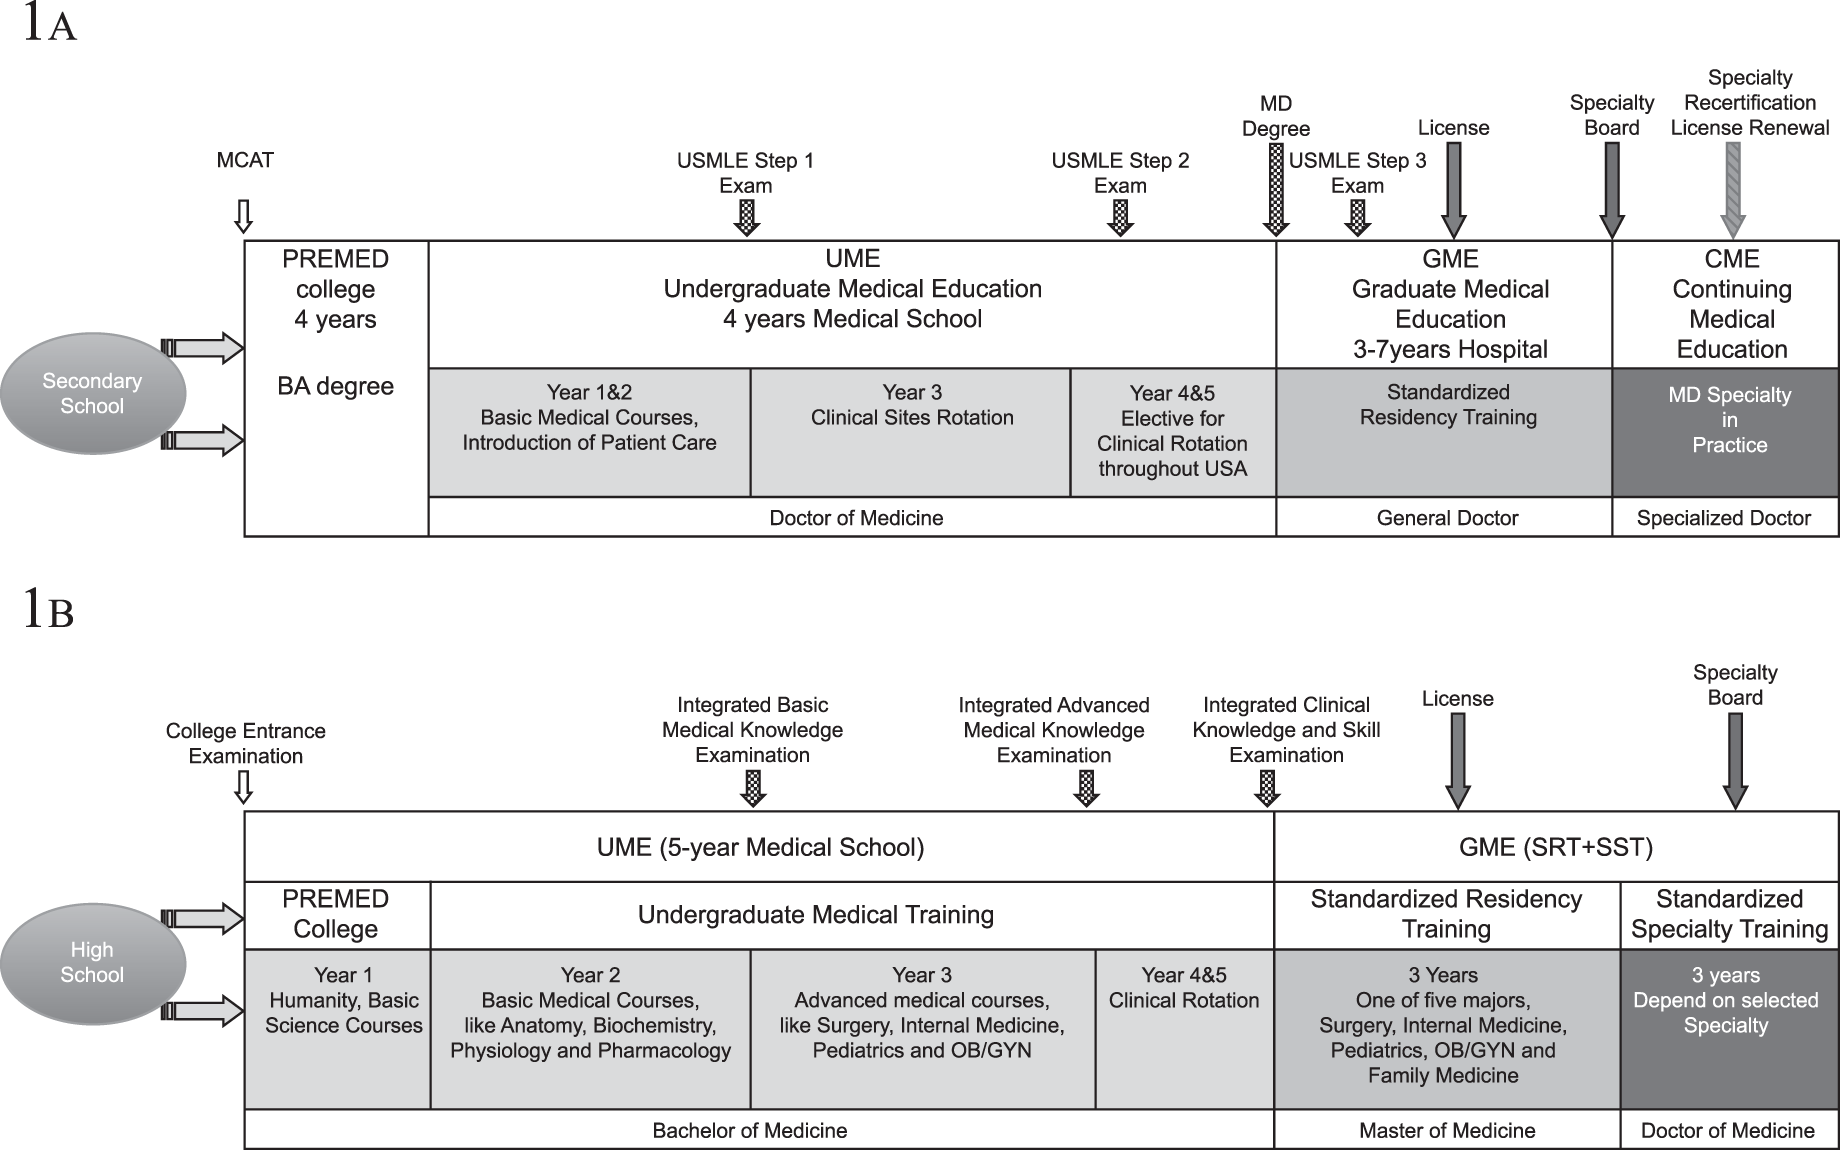 1A
MCAT
USMLE Step 1
Exam
USMLE Step 2
Exam
MD
Degree
USMLE Step 3
Exam
License
Specialty
Board
Specialty
Recertification
License Renewal
Secondary
School
PREMED
college
4 years
BA degree
UME
Undergraduate Medical Education
4 years Medical School
GME
Graduate Medical
Education
3-7years Hospital
CME
Continuing
Medical
Education
Year 1&2
Basic Medical Courses,
Introduction of Patient Care
Year 3
Clinical Sites Rotation
Year 4&5
Elective for
Clinical Rotation
throughout USA
Standardized
Residency Training
MD Specialty
in
Practice
Doctor of Medicine
General Doctor
Specialized Doctor
1B
College Entrance
Examination
Integrated Basic
Medical Knowledge
Examination
Integrated Advanced
Medical Knowledge
Examination
Integrated Clinical
Knowledge and Skill
Examination
License
Specialty
Board
High
School
UME (5-year Medical School)
GME (SRT+SST)
PREMED
College
Undergraduate Medical Training
Standardized Residency
Training
Standardized
Specialty Training
Year 1
Humanity, Basic
Science Courses
Year 2
Basic Medical Courses,
like Anatomy, Biochemistry,
Physiology and Pharmacology
Year 3
Advanced medical courses,
like Surgery, Internal Medicine,
Pediatrics and OB/GYN
Year 4&5
Clinical Rotation
3 Years
One of five majors,
Surgery, Internal Medicine,
Pediatrics, OB/GYN and
Family Medicine
3 years
Depend on selected
Specialty
Bachelor of Medicine
Master of Medicine
Doctor of Medicine